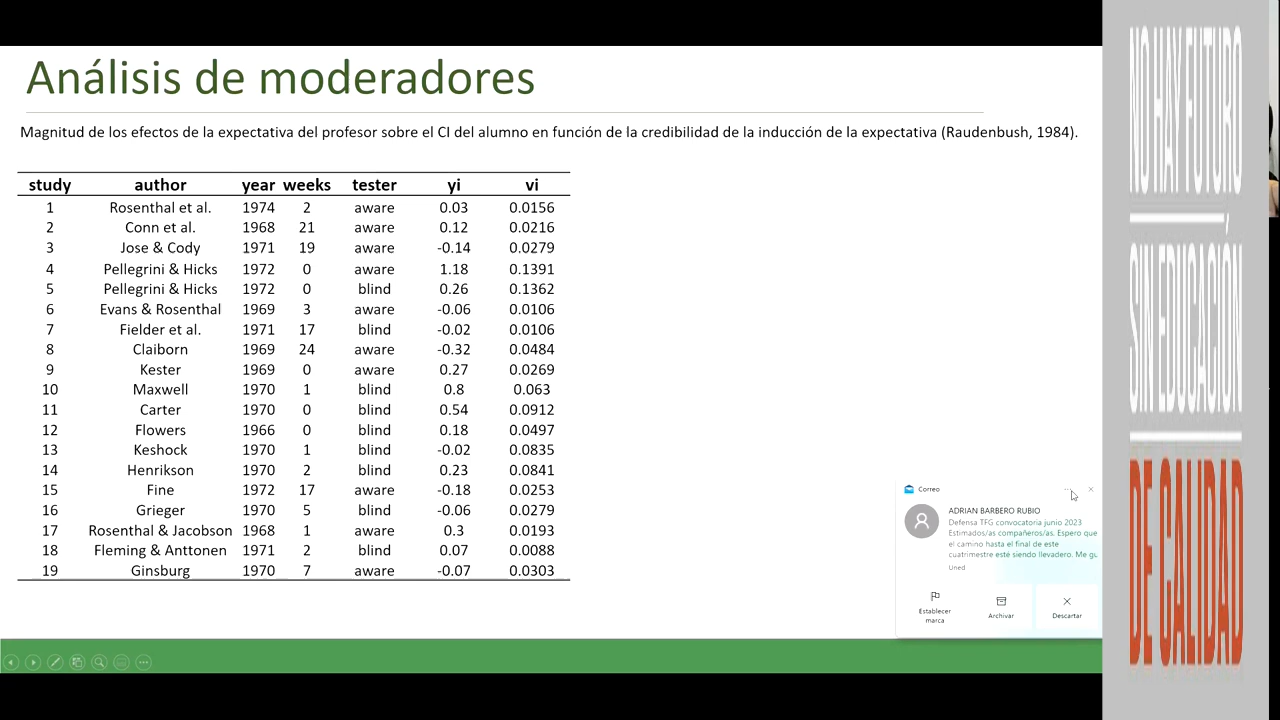 Análisis de moderadores
Magnitud de los efectos de la expectativa del profesor sobre el CI del alumno en función de la credibilidad de la inducción de la expectativa (Raudenbush, 1984).
study author year weeks tester yi vi
1 Rosenthal et al. 1974 2 aware 0.03 0.0156
2 Conn et al. 1968 21 aware 0.12 0.0216
3 Jose & Cody 1971 19 aware -0.14 0.0279
4 Pellegrini & Hicks 1972 0 aware 1.18 0.1391
5 Pellegrini & Hicks 1972 0 blind 0.26 0.1362
6 Evans & Rosenthal 1969 3 aware -0.06 0.0106
7 Fielder et al. 1971 17 blind -0.02 0.0106
8 Claiborn 1969 24 aware -0.32 0.0484
9 Kester 1969 0 aware 0.27 0.0269
10 Maxwell 1970 1 blind 0.8 0.063
11 Carter 1970 0 blind 0.54 0.0912
12 Flowers 1966 0 blind 0.18 0.0497
13 Keshock 1970 1 blind -0.02 0.0835
14 Henrikson 1970 2 blind 0.23 0.0841
15 Fine 1972 17 aware -0.18 0.0253
16 Grieger 1970 5 blind -0.06 0.0279
17 Rosenthal & Jacobson 1968 1 aware 0.3 0.0193
18 Fleming & Anttonen 1971 2 blind 0.07 0.0088
19 Ginsburg 1970 7 aware -0.07 0.0303
Correo
ADRIAN BARBERO RUBIO
Defensa TFG convocatoria junio 2023
Estimados/as compañeros/as. Espero que
el camino hasta el final de este
cuatrimestre esté siendo llevadero. Me gu
Uned
Establecer
marca
Archivar
Descartar
NO HAY FUTURO
SIN EDUCACIÓN
DE CALIDAD